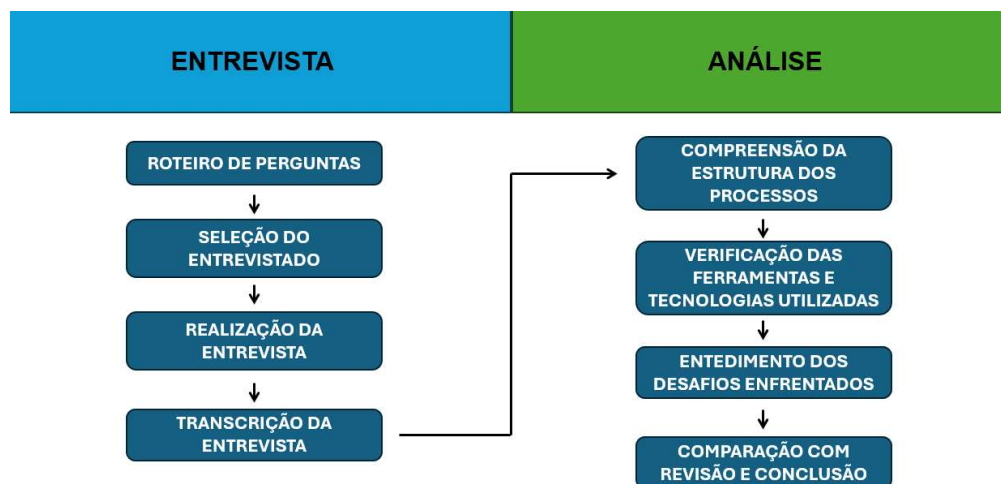 ENTREVISTA
ROTEIRO DE PERGUNTAS
SELEÇÃO DO
ENTREVISTADO
REALIZAÇÃO DA
ENTREVISTA
TRANSCRIÇÃO DA
ENTREVISTA
ANÁLISE
COMPREENSÃO DA
ESTRUTURA DOS
PROCESSOS
VERIFICAÇÃO DAS
FERRAMENTAS E
TECNOLOGIAS UTILIZADAS
ENTEDIMENTO DOS
DESAFIOS ENFRENTADOS
COMPARAÇÃO COM
REVISÃO E CONCLUSÃO